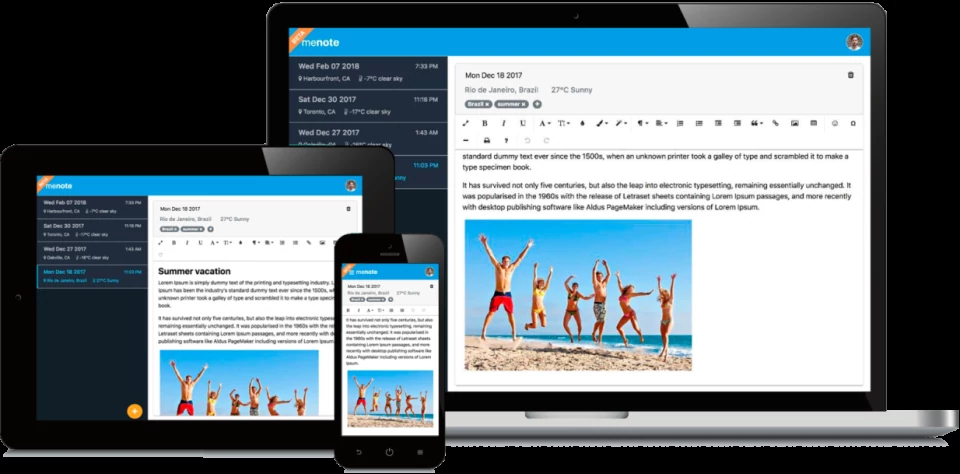 BETA
menote
Wed Feb 07 2018 7:33 PM
Harbourfront, CA -7°C clear sky
Sat Dec 30 2017 11:18 PM
Toronto, CA -17°C clear sky
Wed Dec 27 2017 1:43 AM
11:03 PM
Mon Dec 18 2017
Rio de Janeiro, Brazil 27°C Sunny
Brazil x summer x +
B I U A T ¶ Ω
?
standard dummy text ever since the 1500s, when an unknown printer took a galley of type and scrambled it to make a
type specimen book.
It has survived not only five centuries, but also the leap into electronic typesetting, remaining essentially unchanged. It
was popularised in the 1960s with the release of Letraset sheets containing Lorem Ipsum passages, and more recently
with desktop publishing software like Aldus PageMaker including versions of Lorem Ipsum.
BETA
menote
Wed Feb 07 2018 7:33 PM
Harbourfront, CA -7°C clear sky
Sat Dec 30 2017 11:18 PM
Toronto, CA -17°C clear sky
Wed Dec 27 2017 1:43 AM
Oakville, CA -16°C clear sky
Mon Dec 18 2017 11:03 PM
Rio de Janeiro, Brazil 27°C Sunny
+
Mon Dec 18 2017
Rio de Janeiro, Brazil 27°C Sunny
Brazil x summer x +
B I U A T ¶
Summer vacation
Lorem Ipsum is simply dummy text of the printing and typesetting industry.
Ipsum has been the industry's standard dummy text ever since the 1500s,
unknown printer took a galley of type and scrambled it to make a type
book.
It has survived not only five centuries, but also the leap into electronic
remaining essentially unchanged. It was popularised in the 1960s with the
Letraset sheets containing Lorem Ipsum passages, and more recently with
publishing software like Aldus PageMaker including versions of Lorem
BETA
menote
Mon Dec 18 2017
Rio de Janeiro, Brazil 27°C Sunny
Brazil x summer x +
B I A T
It has survived not only five centuries, but
also the leap into electronic typesetting,
remaining essentially unchanged. It was
popularised in the 1960s with the release
of Letraset sheets containing Lorem
Ipsum passages, and more recently with
desktop publishing software like Aldus
PageMaker including versions of Lorem
Ipsum.